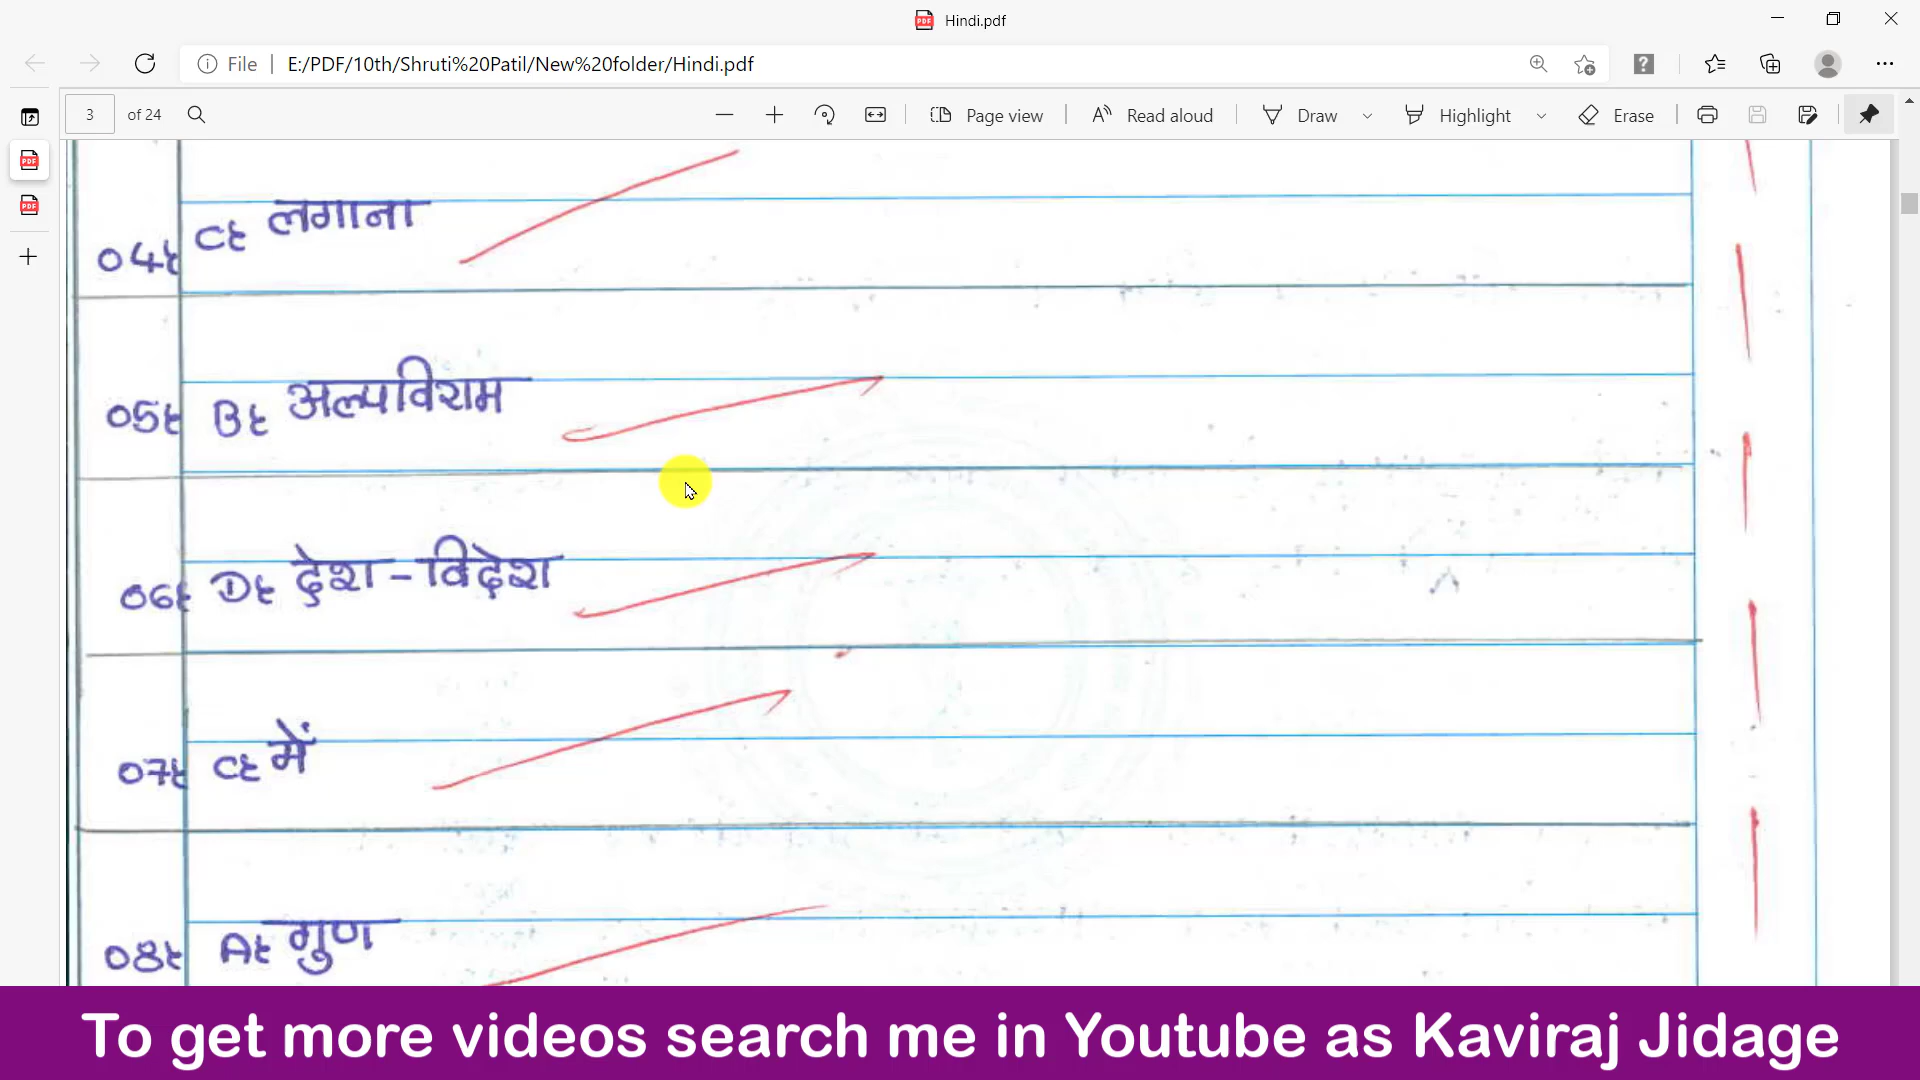 Hindi.pdf
File E:/PDF/10th/Shruti%20Patil/New%20folder/Hindi.pdf
3 of 24 Page view Read aloud Draw Highlight Erase
04} C} लगाना
05} B} अल्पविराम
06} D} देश-विदेश
07} C} में
08} A} गुण
To get more videos search me in Youtube as Kaviraj Jidage